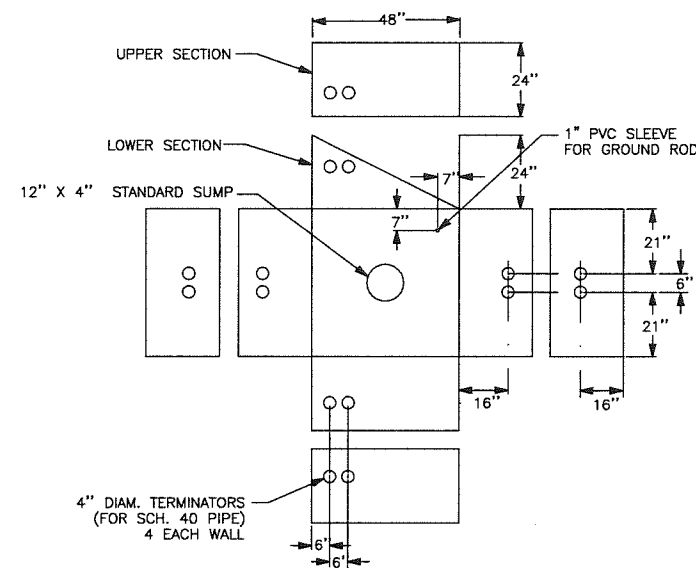 48"
UPPER SECTION
24"
LOWER SECTION
1" PVC SLEEVE
FOR GROUND ROD
7"
24"
12" X 4" STANDARD SUMP
7"
21"
6"
21"
16"
16"
4" DIAM. TERMINATORS
(FOR SCH. 40 PIPE)
4 EACH WALL
6"
6'